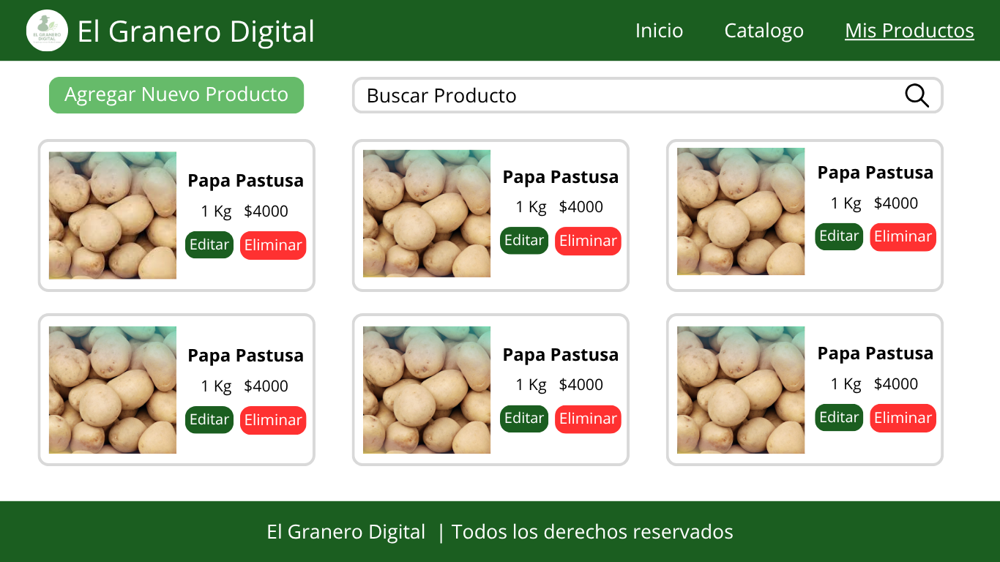 EL GRANERO
DIGITAL
El Granero Digital
Inicio Catalogo Mis Productos
Agregar Nuevo Producto
Buscar Producto
Papa Pastusa
1 Kg $4000
Editar Eliminar
Papa Pastusa
1 Kg $4000
Editar Eliminar
Papa Pastusa
1 Kg $4000
Editar Eliminar
Papa Pastusa
1 Kg $4000
Editar Eliminar
Papa Pastusa
1 Kg $4000
Editar Eliminar
Papa Pastusa
1 Kg $4000
Editar Eliminar
El Granero Digital | Todos los derechos reservados